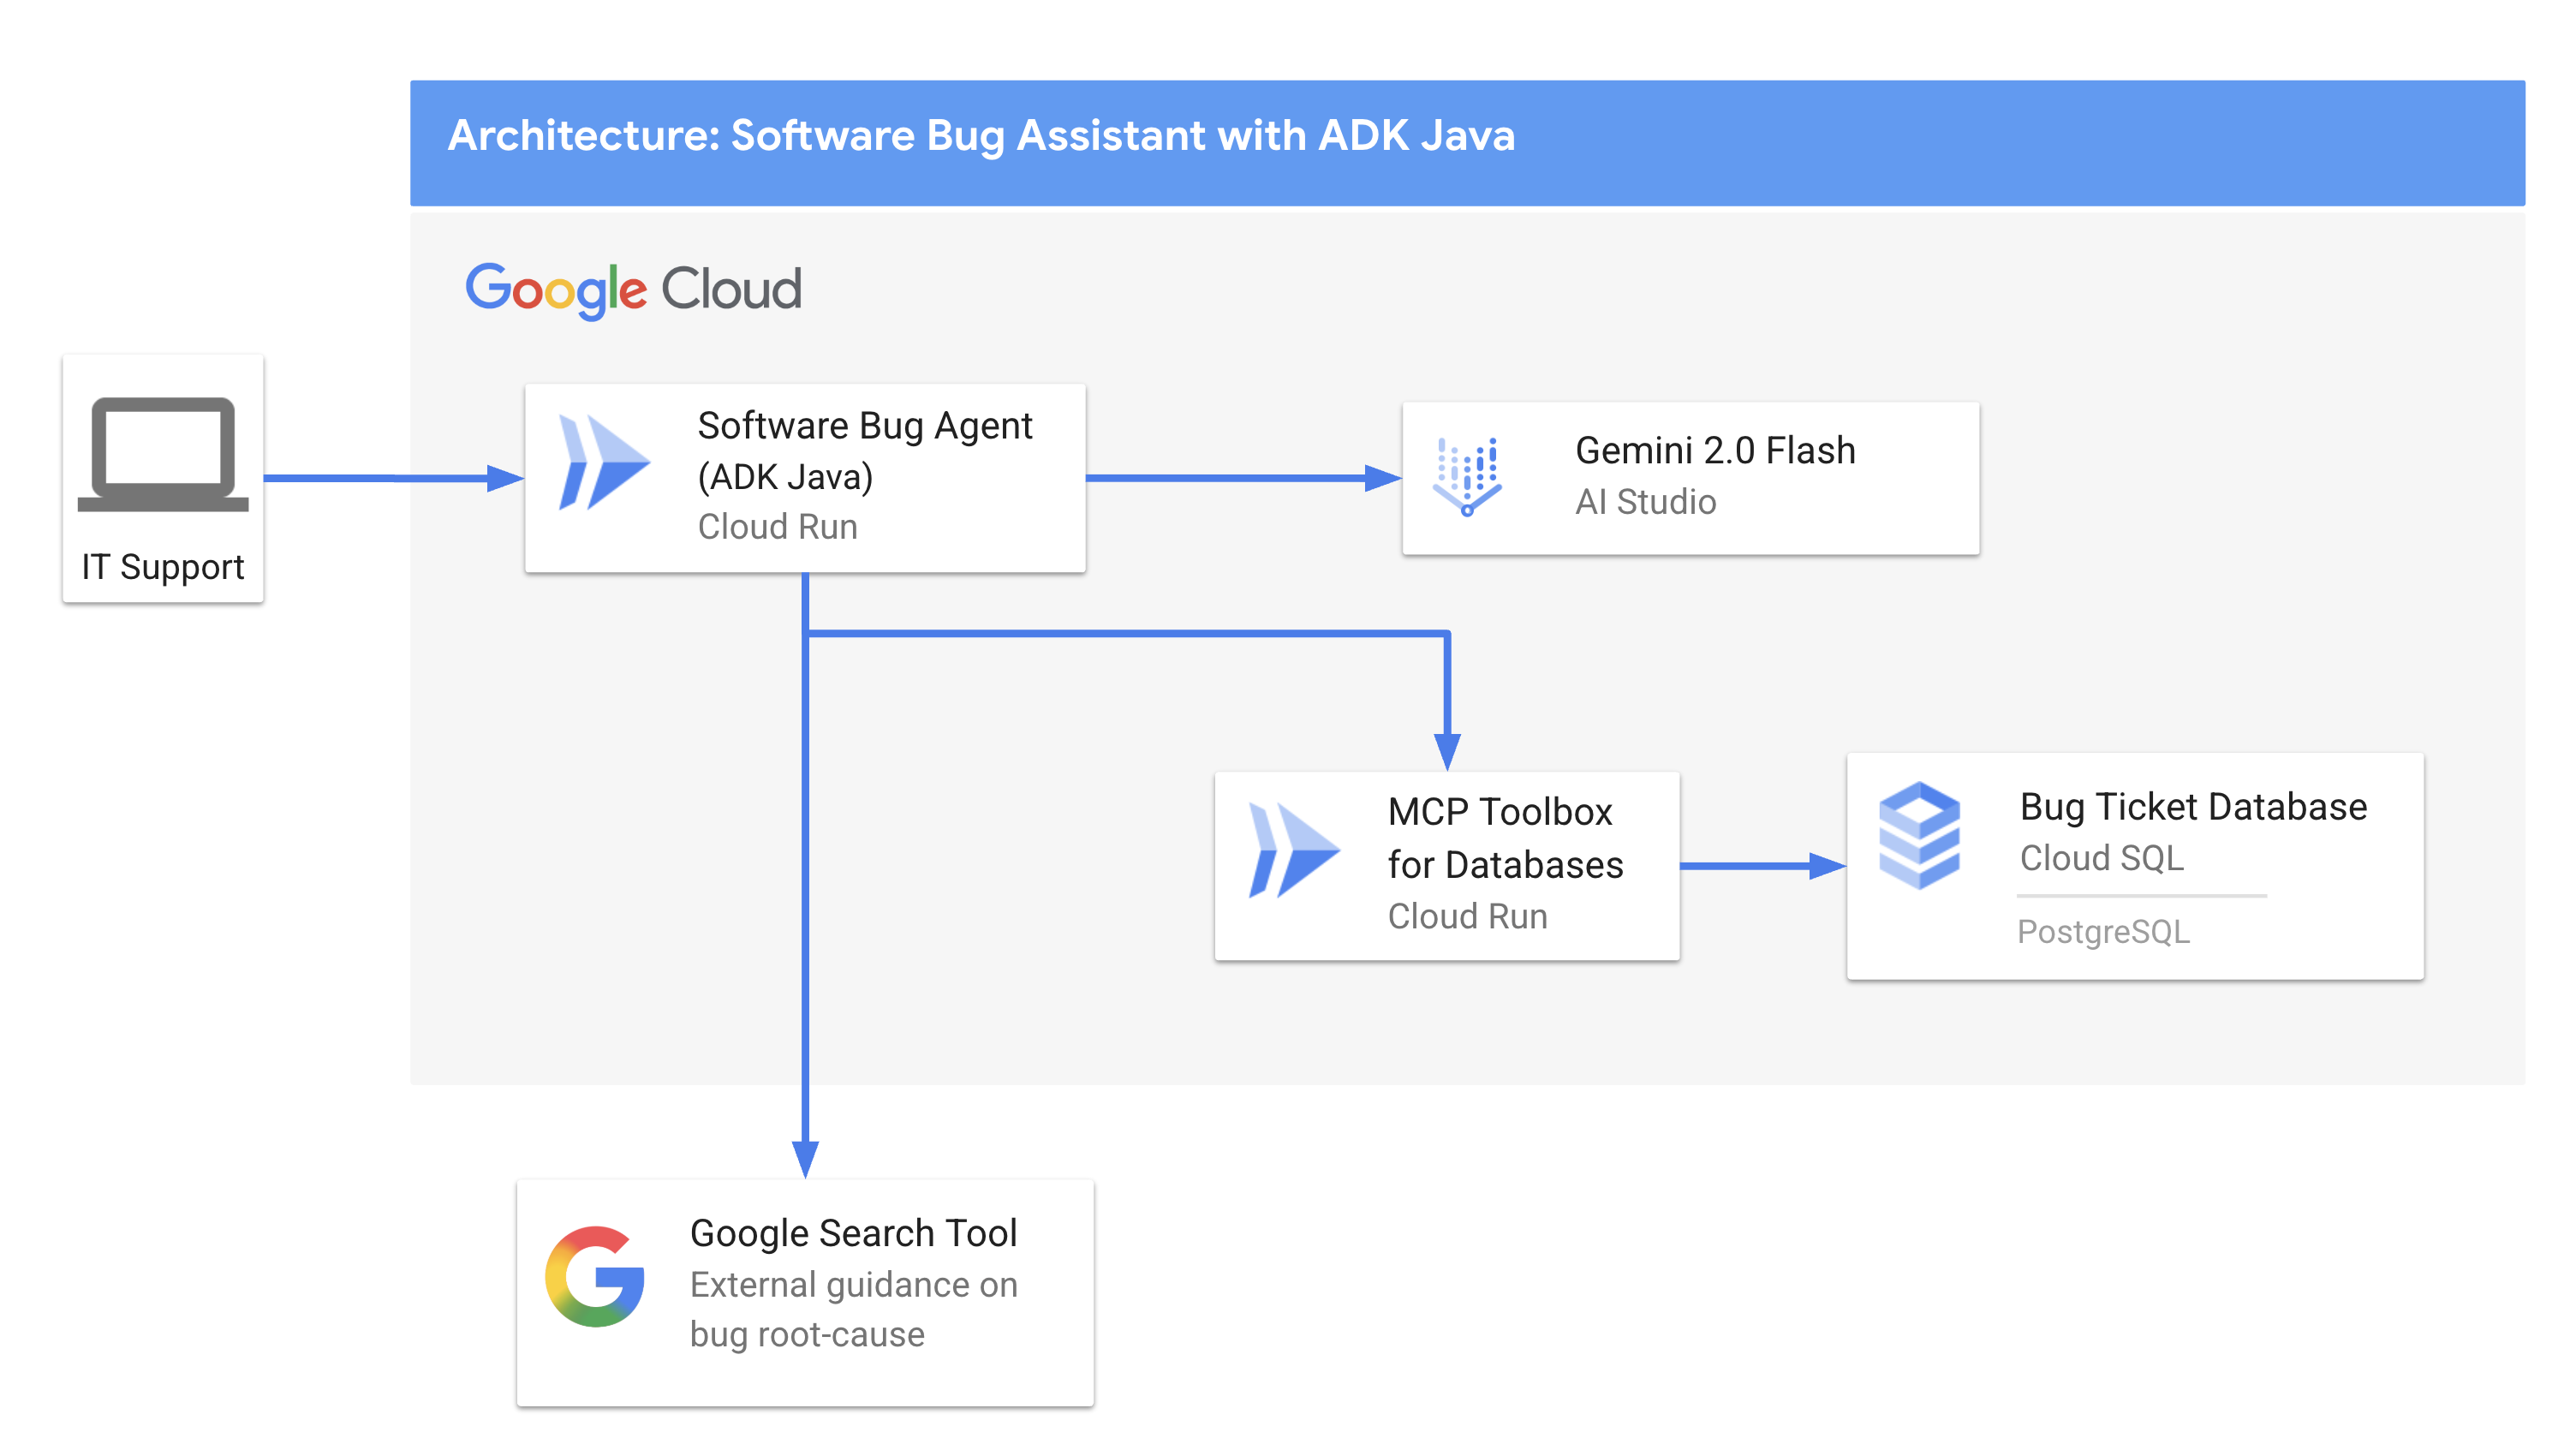 Architecture: Software Bug Assistant with ADK Java
Google Cloud
IT Support
Software Bug Agent
(ADK Java)
Cloud Run
Gemini 2.0 Flash
AI Studio
MCP Toolbox
for Databases
Cloud Run
Bug Ticket Database
Cloud SQL
PostgreSQL
Google Search Tool
External guidance on
bug root-cause